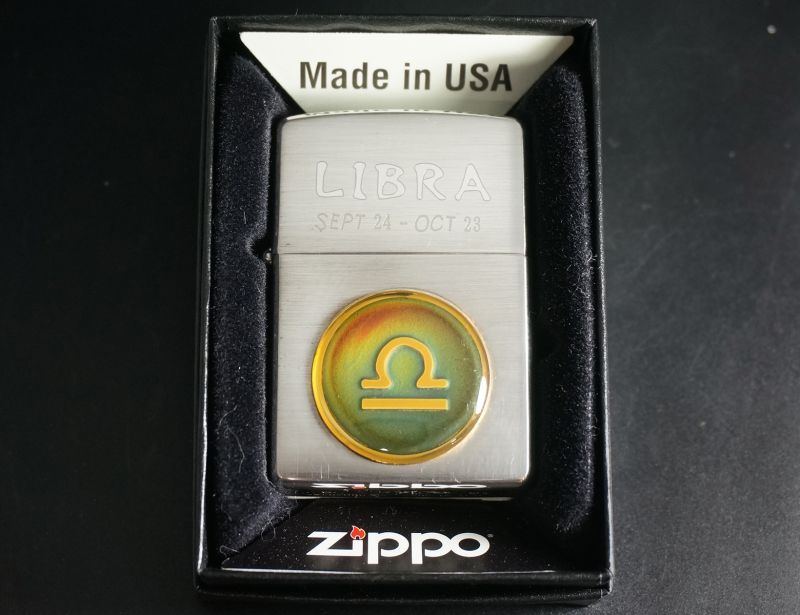 Made in USA
LIBRA
SEPT 24 - OCT 23
zippo